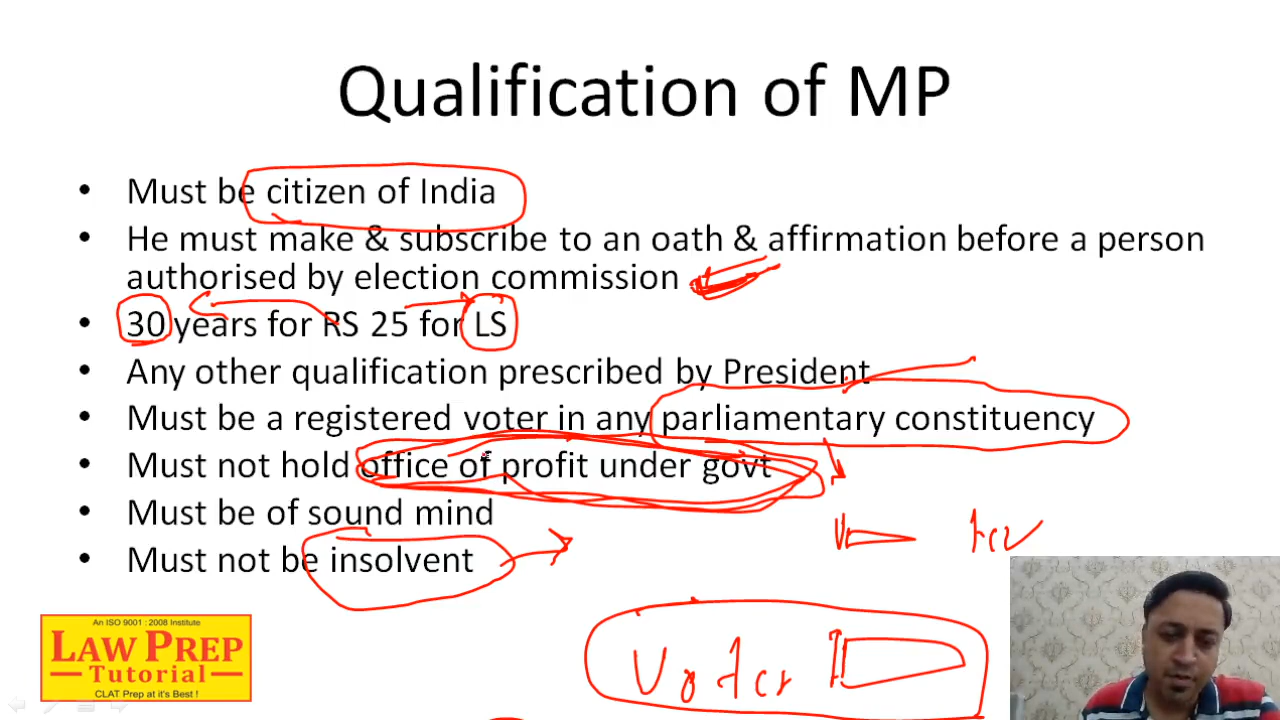 Qualification of MP
• Must be citizen of India
• He must make & subscribe to an oath & affirmation before a person
authorised by election commission
• 30 years for RS 25 for LS
• Any other qualification prescribed by President
• Must be a registered voter in any parliamentary constituency
• Must not hold office of profit under govt
• Must be of sound mind
• Must not be insolvent
An ISO 9001 : 2008 Institute
LAW PREP
Tutorial
CLAT Prep at it's Best !
Voter